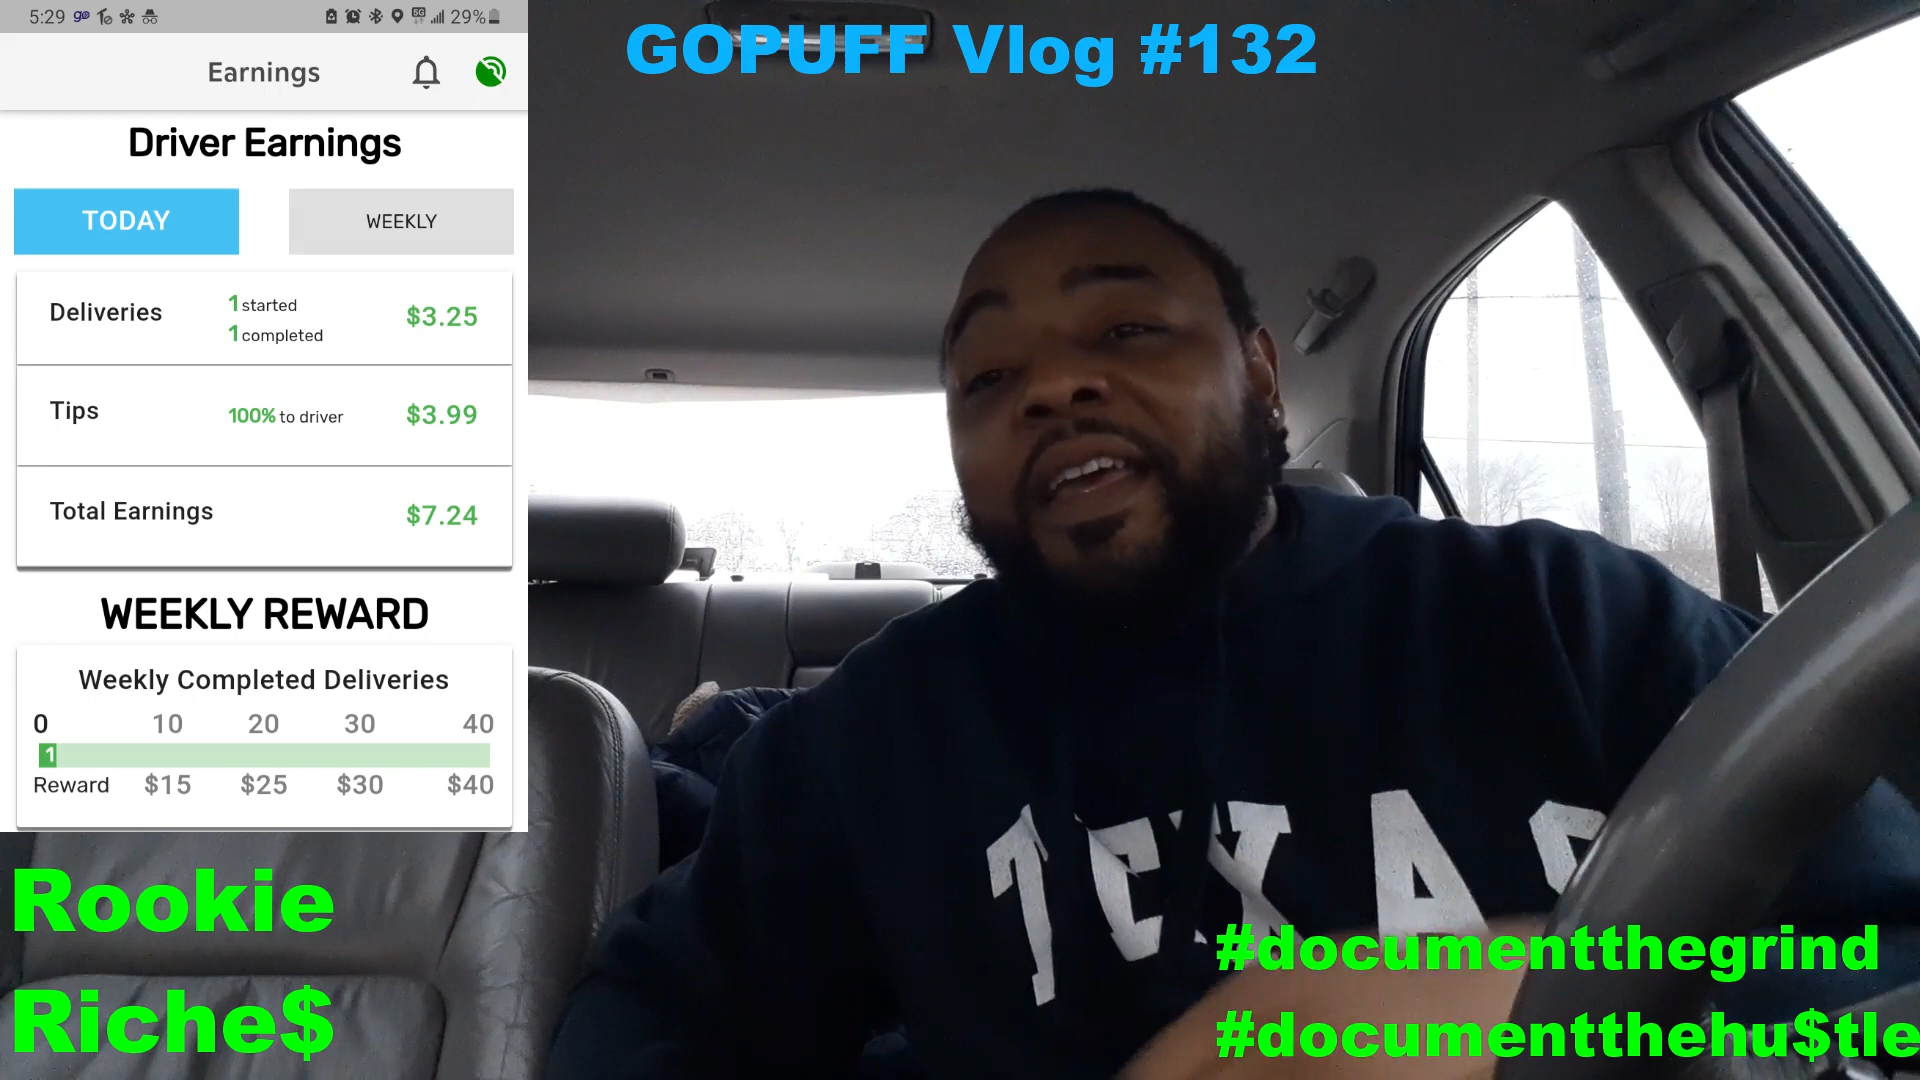 5:29
29%
5G
GOPUFF Vlog #132
Earnings
Driver Earnings
TODAY
WEEKLY
Deliveries
1 started
1 completed
$3.25
Tips
100% to driver
$3.99
Total Earnings
$7.24
WEEKLY REWARD
Weekly Completed Deliveries
0 10 20 30 40
1
Reward $15 $25 $30 $40
TEXAS
Rookie
Riche$
#documentthegrind
#documentthehu$tle